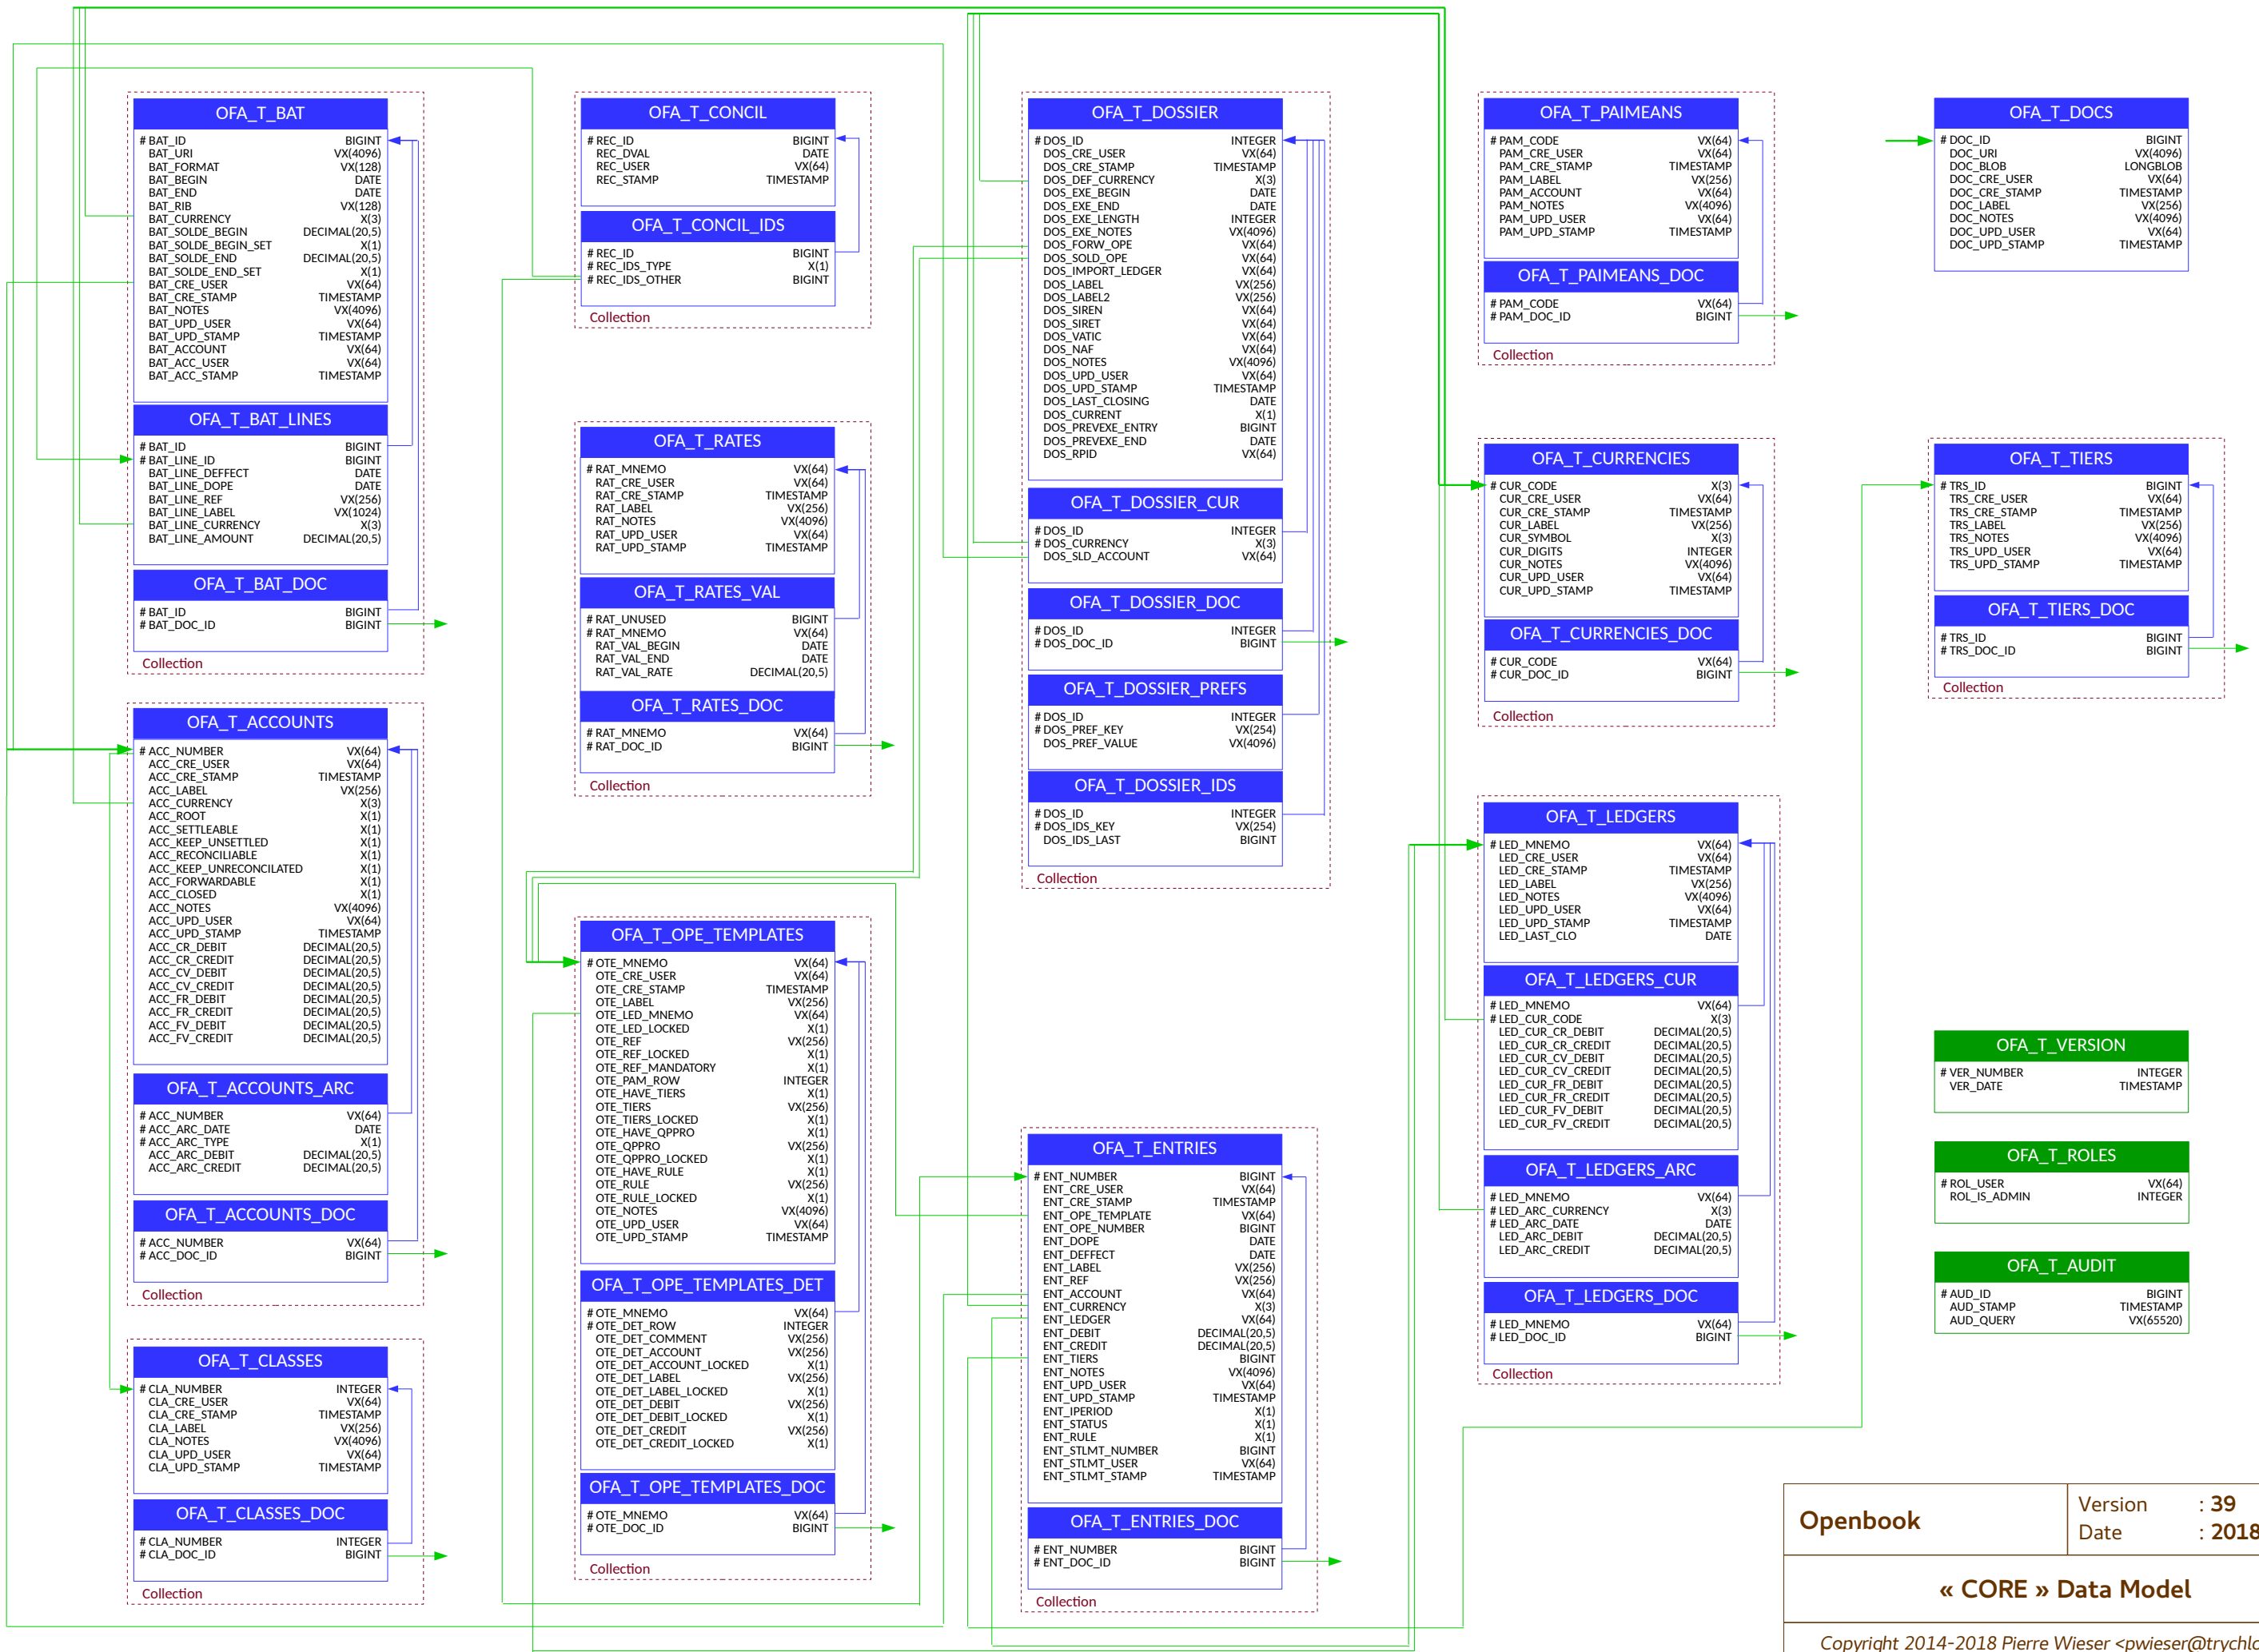 OFA_T_BAT
# BAT_ID BIGINT
BAT_URI VX(4096)
BAT_FORMAT VX(128)
BAT_BEGIN DATE
BAT_END DATE
BAT_RIB VX(128)
BAT_CURRENCY X(3)
BAT_SOLDE_BEGIN DECIMAL(20,5)
BAT_SOLDE_BEGIN_SET X(1)
BAT_SOLDE_END DECIMAL(20,5)
BAT_SOLDE_END_SET X(1)
BAT_CRE_USER VX(64)
BAT_CRE_STAMP TIMESTAMP
BAT_NOTES VX(4096)
BAT_UPD_USER VX(64)
BAT_UPD_STAMP TIMESTAMP
BAT_ACCOUNT VX(64)
BAT_ACC_USER VX(64)
BAT_ACC_STAMP TIMESTAMP
OFA_T_BAT_LINES
# BAT_ID BIGINT
# BAT_LINE_ID BIGINT
BAT_LINE_DEFFECT DATE
BAT_LINE_DOPE DATE
BAT_LINE_REF VX(256)
BAT_LINE_LABEL VX(1024)
BAT_LINE_CURRENCY X(3)
BAT_LINE_AMOUNT DECIMAL(20,5)
OFA_T_BAT_DOC
# BAT_ID BIGINT
# BAT_DOC_ID BIGINT
Collection
OFA_T_ACCOUNTS
# ACC_NUMBER VX(64)
ACC_CRE_USER VX(64)
ACC_CRE_STAMP TIMESTAMP
ACC_LABEL VX(256)
ACC_CURRENCY X(3)
ACC_ROOT X(1)
ACC_SETTLEABLE X(1)
ACC_KEEP_UNSETTLED X(1)
ACC_RECONCILIABLE X(1)
ACC_KEEP_UNRECONCILATED X(1)
ACC_FORWARDABLE X(1)
ACC_CLOSED X(1)
ACC_NOTES VX(4096)
ACC_UPD_USER VX(64)
ACC_UPD_STAMP TIMESTAMP
ACC_CR_DEBIT DECIMAL(20,5)
ACC_CR_CREDIT DECIMAL(20,5)
ACC_CV_DEBIT DECIMAL(20,5)
ACC_CV_CREDIT DECIMAL(20,5)
ACC_FR_DEBIT DECIMAL(20,5)
ACC_FR_CREDIT DECIMAL(20,5)
ACC_FV_DEBIT DECIMAL(20,5)
ACC_FV_CREDIT DECIMAL(20,5)
OFA_T_ACCOUNTS_ARC
# ACC_NUMBER VX(64)
# ACC_ARC_DATE DATE
# ACC_ARC_TYPE X(1)
ACC_ARC_DEBIT DECIMAL(20,5)
ACC_ARC_CREDIT DECIMAL(20,5)
OFA_T_ACCOUNTS_DOC
# ACC_NUMBER VX(64)
# ACC_DOC_ID BIGINT
Collection
OFA_T_CLASSES
# CLA_NUMBER INTEGER
CLA_CRE_USER VX(64)
CLA_CRE_STAMP TIMESTAMP
CLA_LABEL VX(256)
CLA_NOTES VX(4096)
CLA_UPD_USER VX(64)
CLA_UPD_STAMP TIMESTAMP
OFA_T_CLASSES_DOC
# CLA_NUMBER INTEGER
# CLA_DOC_ID BIGINT
Collection
OFA_T_CONCIL
# REC_ID BIGINT
REC_DVAL DATE
REC_USER VX(64)
REC_STAMP TIMESTAMP
OFA_T_CONCIL_IDS
# REC_ID BIGINT
# REC_IDS_TYPE X(1)
# REC_IDS_OTHER BIGINT
Collection
OFA_T_RATES
# RAT_MNEMO VX(64)
RAT_CRE_USER VX(64)
RAT_CRE_STAMP TIMESTAMP
RAT_LABEL VX(256)
RAT_NOTES VX(4096)
RAT_UPD_USER VX(64)
RAT_UPD_STAMP TIMESTAMP
OFA_T_RATES_VAL
# RAT_UNUSED BIGINT
# RAT_MNEMO VX(64)
RAT_VAL_BEGIN DATE
RAT_VAL_END DATE
RAT_VAL_RATE DECIMAL(20,5)
OFA_T_RATES_DOC
# RAT_MNEMO VX(64)
# RAT_DOC_ID BIGINT
Collection
OFA_T_OPE_TEMPLATES
# OTE_MNEMO VX(64)
OTE_CRE_USER VX(64)
OTE_CRE_STAMP TIMESTAMP
OTE_LABEL VX(256)
OTE_LED_MNEMO VX(64)
OTE_LED_LOCKED X(1)
OTE_REF VX(256)
OTE_REF_LOCKED X(1)
OTE_REF_MANDATORY X(1)
OTE_PAM_ROW INTEGER
OTE_HAVE_TIERS X(1)
OTE_TIERS VX(256)
OTE_TIERS_LOCKED X(1)
OTE_HAVE_QPPRO X(1)
OTE_QPPRO VX(256)
OTE_QPPRO_LOCKED X(1)
OTE_HAVE_RULE X(1)
OTE_RULE VX(256)
OTE_RULE_LOCKED X(1)
OTE_NOTES VX(4096)
OTE_UPD_USER VX(64)
OTE_UPD_STAMP TIMESTAMP
OFA_T_OPE_TEMPLATES_DET
# OTE_MNEMO VX(64)
# OTE_DET_ROW INTEGER
OTE_DET_COMMENT VX(256)
OTE_DET_ACCOUNT VX(256)
OTE_DET_ACCOUNT_LOCKED X(1)
OTE_DET_LABEL VX(256)
OTE_DET_LABEL_LOCKED X(1)
OTE_DET_DEBIT VX(256)
OTE_DET_DEBIT_LOCKED X(1)
OTE_DET_CREDIT VX(256)
OTE_DET_CREDIT_LOCKED X(1)
OFA_T_OPE_TEMPLATES_DOC
# OTE_MNEMO VX(64)
# OTE_DOC_ID BIGINT
Collection
OFA_T_DOSSIER
# DOS_ID INTEGER
DOS_CRE_USER VX(64)
DOS_CRE_STAMP TIMESTAMP
DOS_DEF_CURRENCY X(3)
DOS_EXE_BEGIN DATE
DOS_EXE_END DATE
DOS_EXE_LENGTH INTEGER
DOS_EXE_NOTES VX(4096)
DOS_FORW_OPE VX(64)
DOS_SOLD_OPE VX(64)
DOS_IMPORT_LEDGER VX(64)
DOS_LABEL VX(256)
DOS_LABEL2 VX(256)
DOS_SIREN VX(64)
DOS_SIRET VX(64)
DOS_VATIC VX(64)
DOS_NAF VX(64)
DOS_NOTES VX(4096)
DOS_UPD_USER VX(64)
DOS_UPD_STAMP TIMESTAMP
DOS_LAST_CLOSING DATE
DOS_CURRENT X(1)
DOS_PREVEXE_ENTRY BIGINT
DOS_PREVEXE_END DATE
DOS_RPID VX(64)
OFA_T_DOSSIER_CUR
# DOS_ID INTEGER
# DOS_CURRENCY X(3)
DOS_SLD_ACCOUNT VX(64)
OFA_T_DOSSIER_DOC
# DOS_ID INTEGER
# DOS_DOC_ID BIGINT
OFA_T_DOSSIER_PREFS
# DOS_ID INTEGER
# DOS_PREF_KEY VX(254)
DOS_PREF_VALUE VX(4096)
OFA_T_DOSSIER_IDS
# DOS_ID INTEGER
# DOS_IDS_KEY VX(254)
DOS_IDS_LAST BIGINT
Collection
OFA_T_ENTRIES
# ENT_NUMBER BIGINT
ENT_CRE_USER VX(64)
ENT_CRE_STAMP TIMESTAMP
ENT_OPE_TEMPLATE VX(64)
ENT_OPE_NUMBER BIGINT
ENT_DOPE DATE
ENT_DEFFECT DATE
ENT_LABEL VX(256)
ENT_REF VX(256)
ENT_ACCOUNT VX(64)
ENT_CURRENCY X(3)
ENT_LEDGER VX(64)
ENT_DEBIT DECIMAL(20,5)
ENT_CREDIT DECIMAL(20,5)
ENT_TIERS BIGINT
ENT_NOTES VX(4096)
ENT_UPD_USER VX(64)
ENT_UPD_STAMP TIMESTAMP
ENT_IPERIOD X(1)
ENT_STATUS X(1)
ENT_RULE X(1)
ENT_STLMT_NUMBER BIGINT
ENT_STLMT_USER VX(64)
ENT_STLMT_STAMP TIMESTAMP
OFA_T_ENTRIES_DOC
# ENT_NUMBER BIGINT
# ENT_DOC_ID BIGINT
Collection
OFA_T_PAIMEANS
# PAM_CODE VX(64)
PAM_CRE_USER VX(64)
PAM_CRE_STAMP TIMESTAMP
PAM_LABEL VX(256)
PAM_ACCOUNT VX(64)
PAM_NOTES VX(4096)
PAM_UPD_USER VX(64)
PAM_UPD_STAMP TIMESTAMP
OFA_T_PAIMEANS_DOC
# PAM_CODE VX(64)
# PAM_DOC_ID BIGINT
Collection
OFA_T_CURRENCIES
# CUR_CODE X(3)
CUR_CRE_USER VX(64)
CUR_CRE_STAMP TIMESTAMP
CUR_LABEL VX(256)
CUR_SYMBOL X(3)
CUR_DIGITS INTEGER
CUR_NOTES VX(4096)
CUR_UPD_USER VX(64)
CUR_UPD_STAMP TIMESTAMP
OFA_T_CURRENCIES_DOC
# CUR_CODE VX(64)
# CUR_DOC_ID BIGINT
Collection
OFA_T_LEDGERS
# LED_MNEMO VX(64)
LED_CRE_USER VX(64)
LED_CRE_STAMP TIMESTAMP
LED_LABEL VX(256)
LED_NOTES VX(4096)
LED_UPD_USER VX(64)
LED_UPD_STAMP TIMESTAMP
LED_LAST_CLO DATE
OFA_T_LEDGERS_CUR
# LED_MNEMO VX(64)
# LED_CUR_CODE X(3)
LED_CUR_CR_DEBIT DECIMAL(20,5)
LED_CUR_CR_CREDIT DECIMAL(20,5)
LED_CUR_CV_DEBIT DECIMAL(20,5)
LED_CUR_CV_CREDIT DECIMAL(20,5)
LED_CUR_FR_DEBIT DECIMAL(20,5)
LED_CUR_FR_CREDIT DECIMAL(20,5)
LED_CUR_FV_DEBIT DECIMAL(20,5)
LED_CUR_FV_CREDIT DECIMAL(20,5)
OFA_T_LEDGERS_ARC
# LED_MNEMO VX(64)
# LED_ARC_CURRENCY X(3)
# LED_ARC_DATE DATE
LED_ARC_DEBIT DECIMAL(20,5)
LED_ARC_CREDIT DECIMAL(20,5)
OFA_T_LEDGERS_DOC
# LED_MNEMO VX(64)
# LED_DOC_ID BIGINT
Collection
OFA_T_DOCS
# DOC_ID BIGINT
DOC_URI VX(4096)
DOC_BLOB LONGBLOB
DOC_CRE_USER VX(64)
DOC_CRE_STAMP TIMESTAMP
DOC_LABEL VX(256)
DOC_NOTES VX(4096)
DOC_UPD_USER VX(64)
DOC_UPD_STAMP TIMESTAMP
OFA_T_TIERS
# TRS_ID BIGINT
TRS_CRE_USER VX(64)
TRS_CRE_STAMP TIMESTAMP
TRS_LABEL VX(256)
TRS_NOTES VX(4096)
TRS_UPD_USER VX(64)
TRS_UPD_STAMP TIMESTAMP
OFA_T_TIERS_DOC
# TRS_ID BIGINT
# TRS_DOC_ID BIGINT
Collection
OFA_T_VERSION
# VER_NUMBER INTEGER
VER_DATE TIMESTAMP
OFA_T_ROLES
# ROL_USER VX(64)
ROL_IS_ADMIN INTEGER
OFA_T_AUDIT
# AUD_ID BIGINT
AUD_STAMP TIMESTAMP
AUD_QUERY VX(65520)
Openbook
Version : 39
Date : 2018
« CORE » Data Model
Copyright 2014-2018 Pierre Wieser <pwieser@trychlo